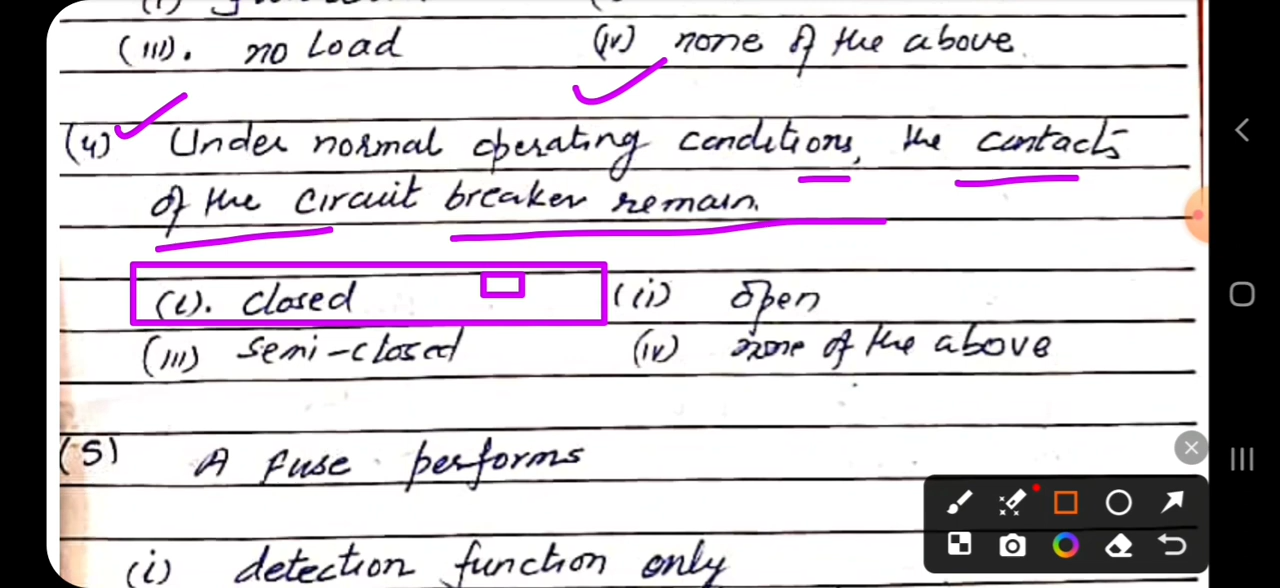 (iii). no Load (iv) none of the above.
(4) Under normal operating conditions, the contacts
of the circuit breaker remain.
(i). closed (ii) open
(iii) semi-closed (iv) none of the above
(5) A fuse performs
(i) detection function only